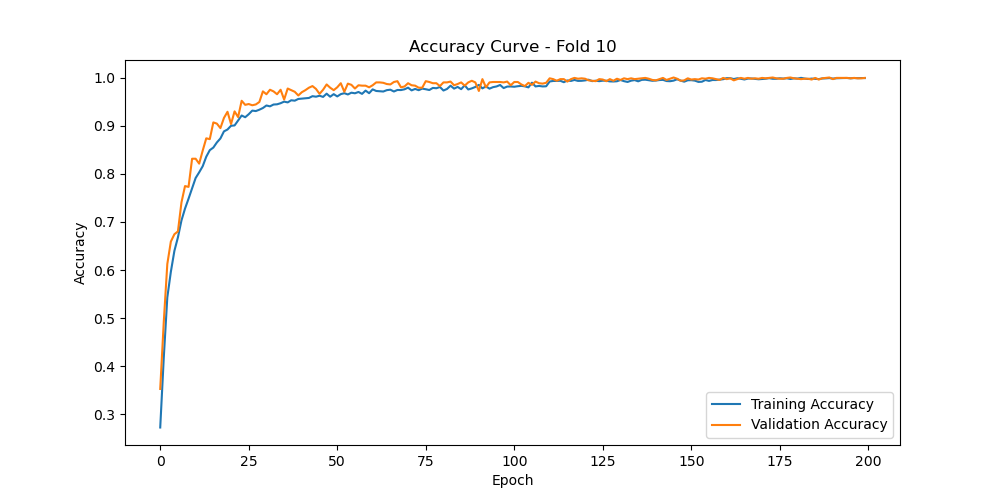 Accuracy Curve - Fold 10
1.0
0.9
0.8
0.7
0.6
0.5
0.4
0.3
Accuracy
0 25 50 75 100 125 150 175 200
Epoch
Training Accuracy
Validation Accuracy